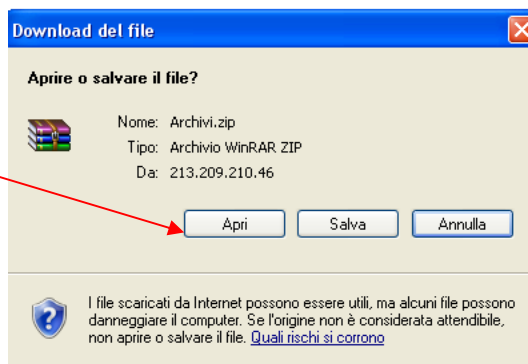 Download del file
Aprire o salvare il file?
Nome: Archivi.zip
Tipo: Archivio WinRAR ZIP
Da: 213.209.210.46
Apri Salva Annulla
I file scaricati da Internet possono essere utili, ma alcuni file possono
danneggiare il computer. Se l'origine non è considerata attendibile,
non aprire o salvare il file. Quali rischi si corrono